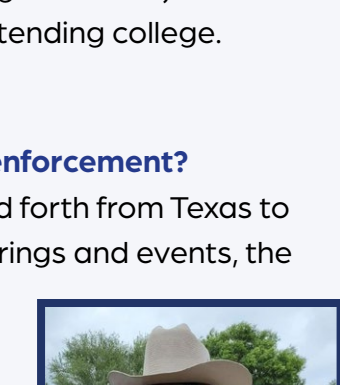 tending college.
enforcement?
d forth from Texas to
rings and events, the